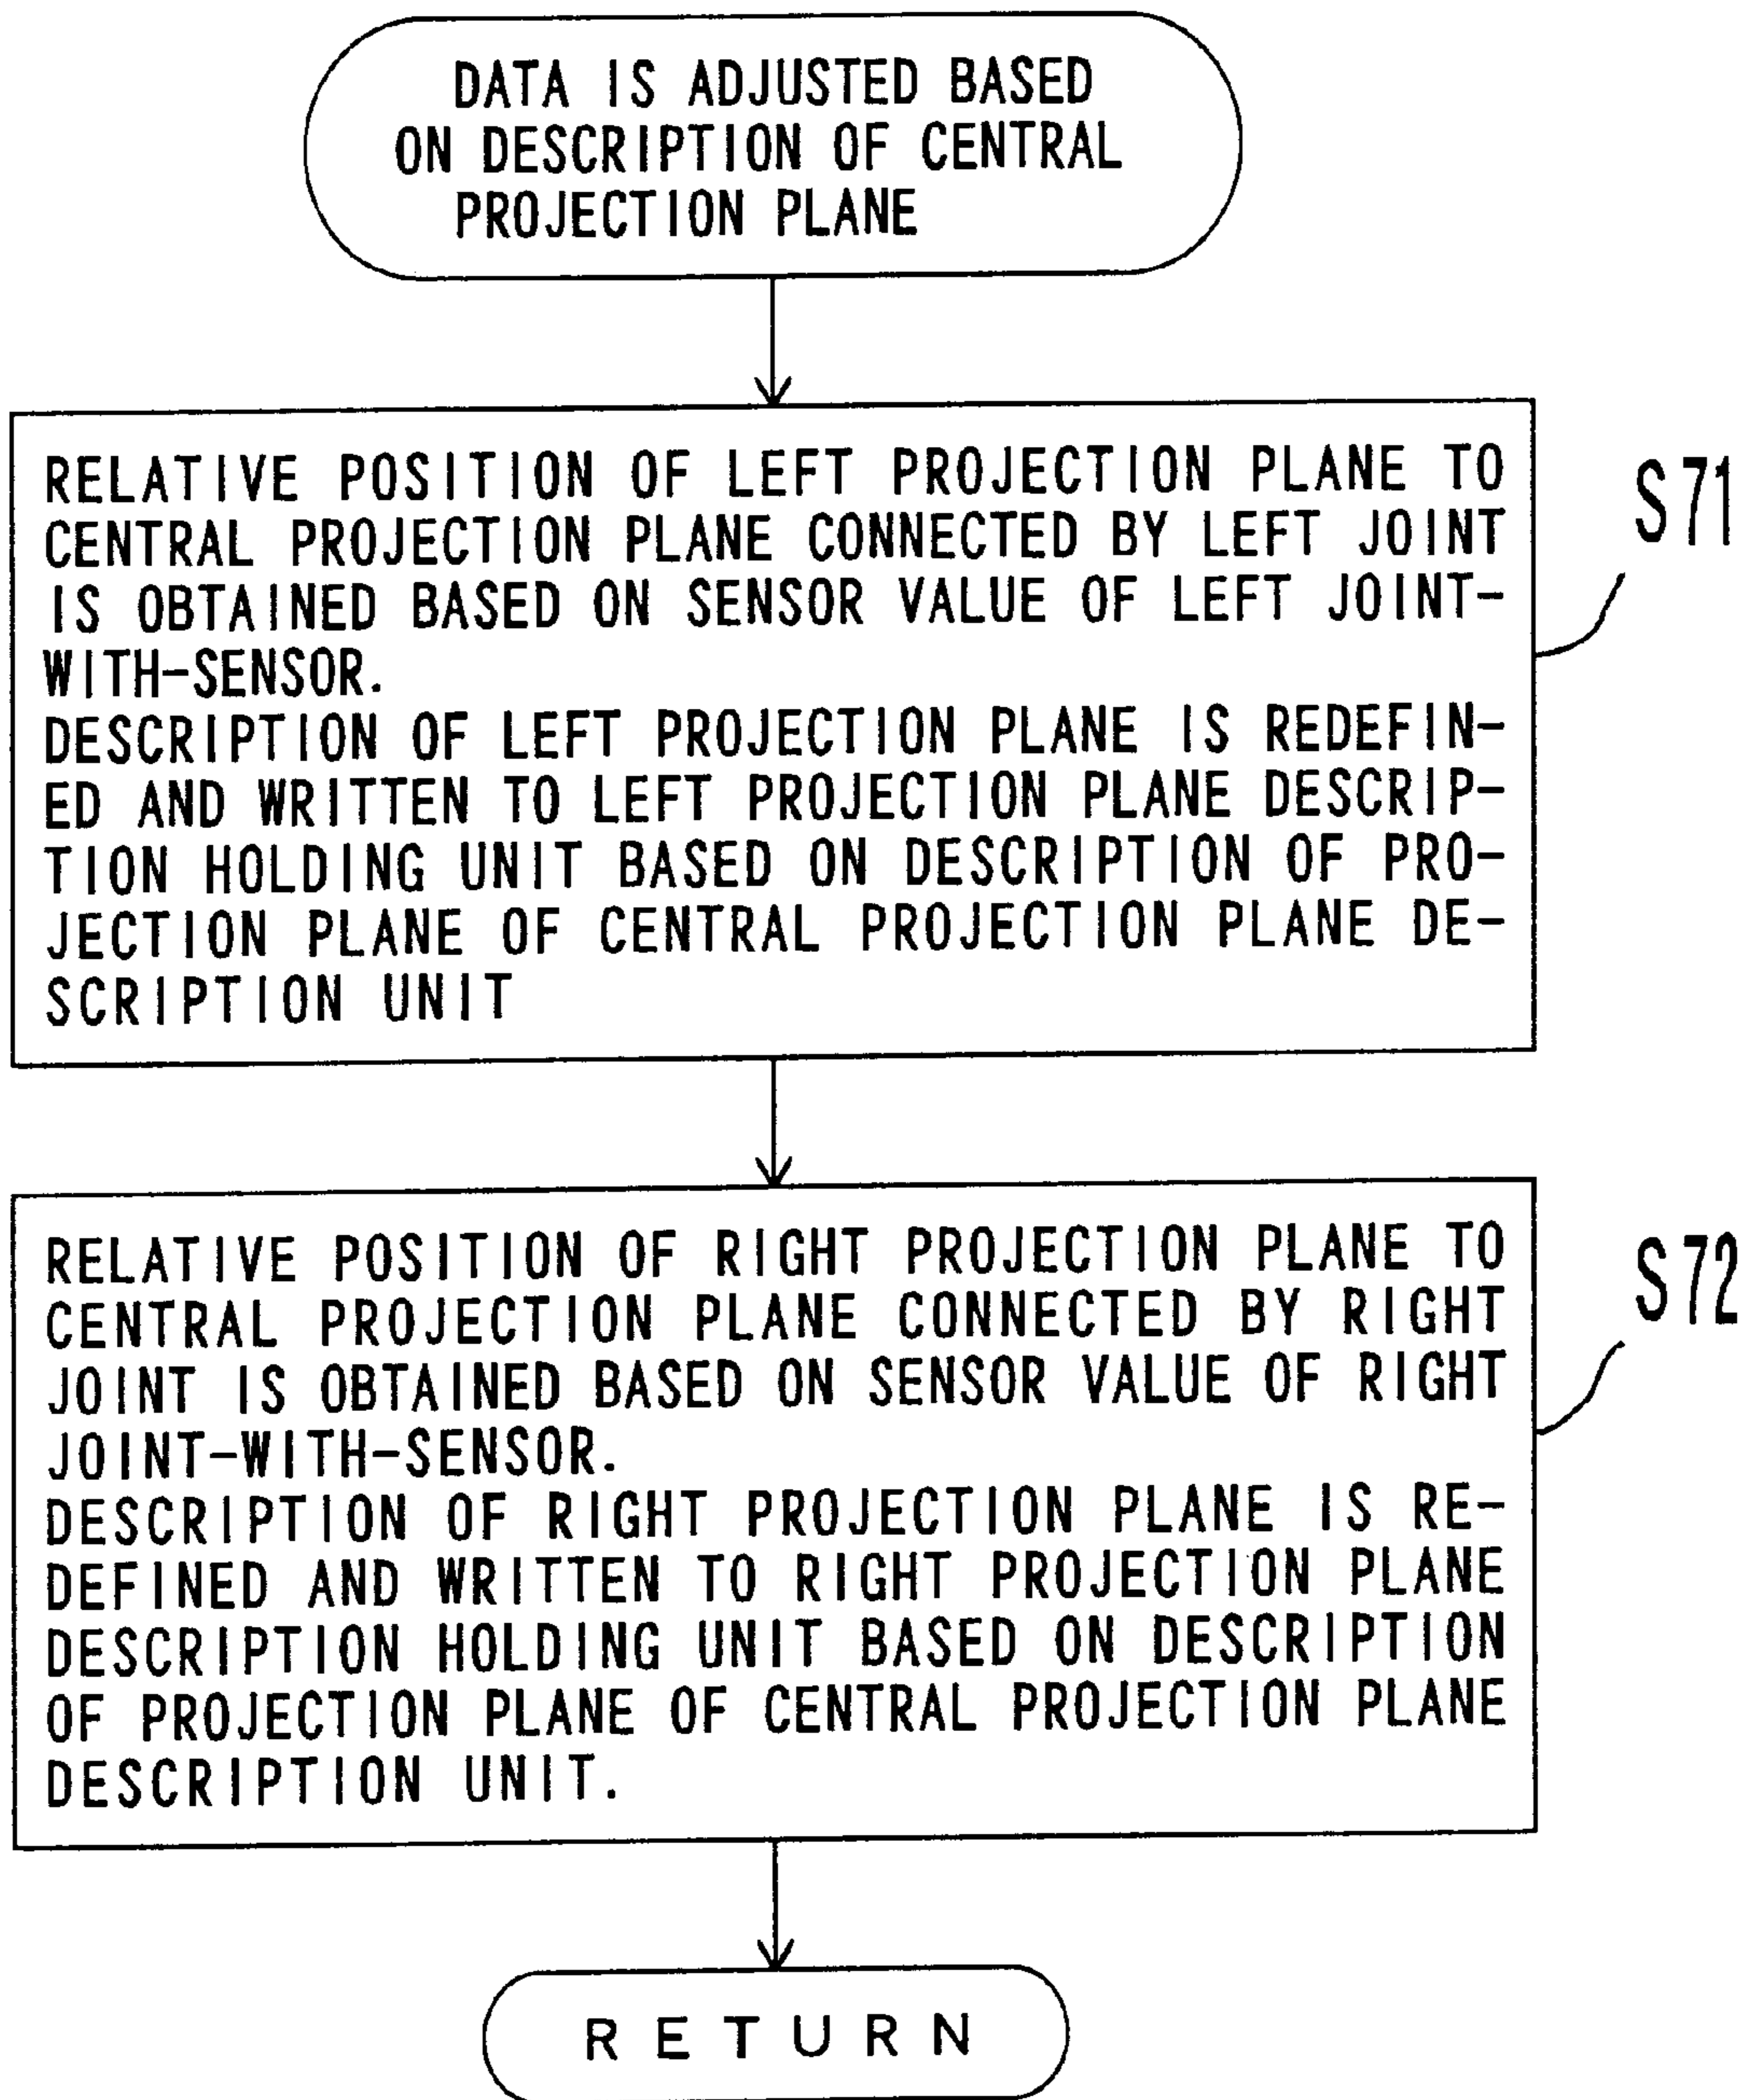 DATA IS ADJUSTED BASED
ON DESCRIPTION OF CENTRAL
PROJECTION PLANE
RELATIVE POSITION OF LEFT PROJECTION PLANE TO
CENTRAL PROJECTION PLANE CONNECTED BY LEFT JOINT
IS OBTAINED BASED ON SENSOR VALUE OF LEFT JOINT-
WITH-SENSOR.
DESCRIPTION OF LEFT PROJECTION PLANE IS REDEFIN-
ED AND WRITTEN TO LEFT PROJECTION PLANE DESCRIP-
TION HOLDING UNIT BASED ON DESCRIPTION OF PRO-
JECTION PLANE OF CENTRAL PROJECTION PLANE DE-
SCRIPTION UNIT
S71
RELATIVE POSITION OF RIGHT PROJECTION PLANE TO
CENTRAL PROJECTION PLANE CONNECTED BY RIGHT
JOINT IS OBTAINED BASED ON SENSOR VALUE OF RIGHT
JOINT-WITH-SENSOR.
DESCRIPTION OF RIGHT PROJECTION PLANE IS RE-
DEFINED AND WRITTEN TO RIGHT PROJECTION PLANE
DESCRIPTION HOLDING UNIT BASED ON DESCRIPTION
OF PROJECTION PLANE OF CENTRAL PROJECTION PLANE
DESCRIPTION UNIT.
S72
RETURN